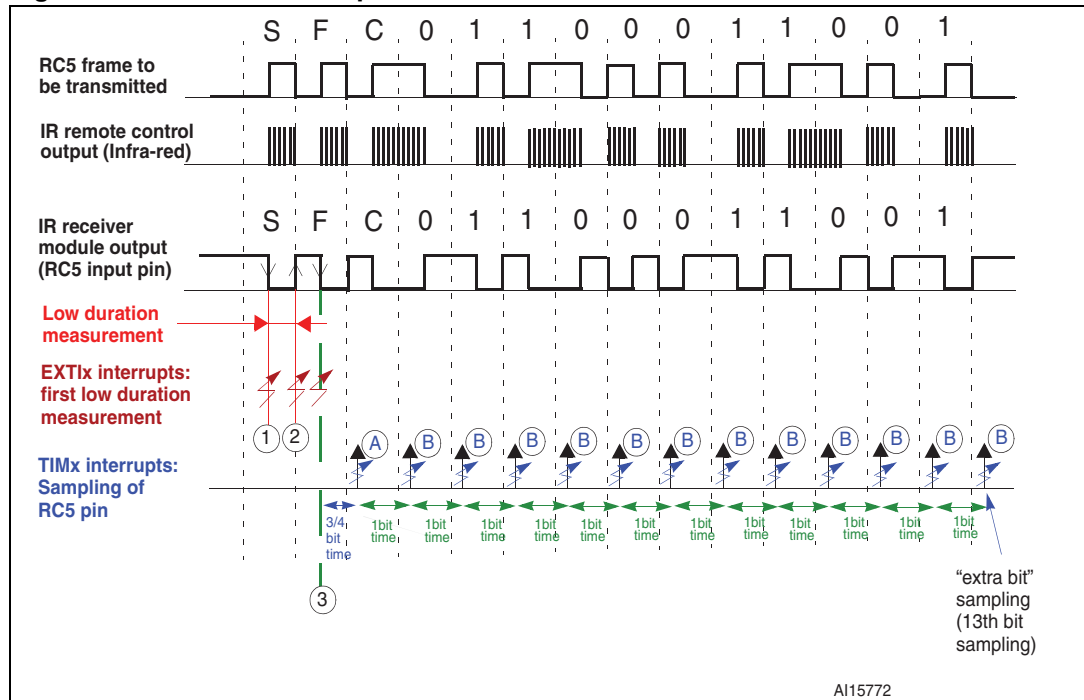 S F C 0 1 1 0 0 0 1 1 0 0 1
RC5 frame to
be transmitted
IR remote control
output (Infra-red)
S F C 0 1 1 0 0 0 1 1 0 0 1
IR receiver
module output
(RC5 input pin)
Low duration
measurement
EXTIx interrupts:
first low duration
measurement
1 2
A B B B B B B B B B B B B
TIMx interrupts:
Sampling of
RC5 pin
3/4
bit
time
1bit
time
1bit
time
1bit
time
1bit
time
1bit
time
1bit
time
1bit
time
1bit
time
1bit
time
1bit
time
1bit
time
1bit
time
3
“extra bit”
sampling
(13th bit
sampling)
AI15772